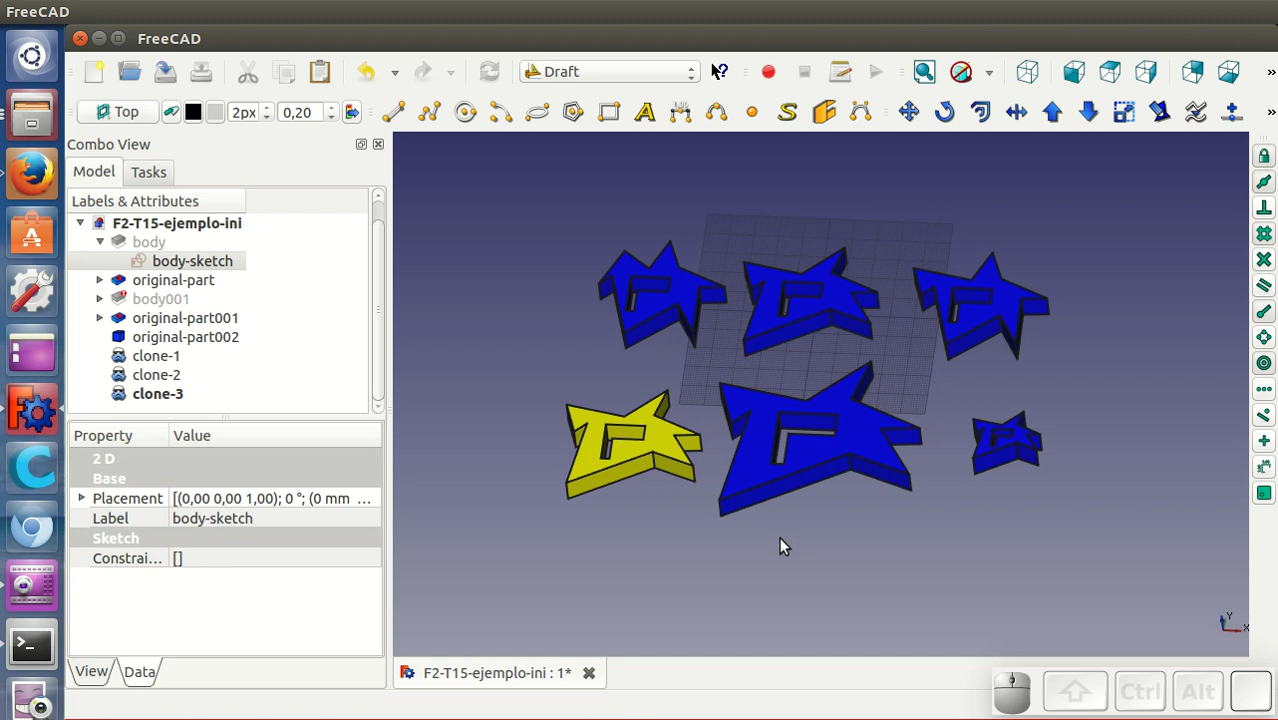 FreeCAD
FreeCAD
Draft
»
Top
2px
0,20
A
S
»
Combo View
Model
Tasks
Labels & Attributes
F2-T15-ejemplo-ini
body
body-sketch
original-part
body001
original-part001
original-part002
clone-1
clone-2
clone-3
Property
Value
2 D
Base
Placement
[(0,00 0,00 1,00); 0 °; (0 mm ...
Label
body-sketch
Sketch
Constrai...
[]
View
Data
Y
X
F2-T15-ejemplo-ini : 1*
Ctrl
Alt